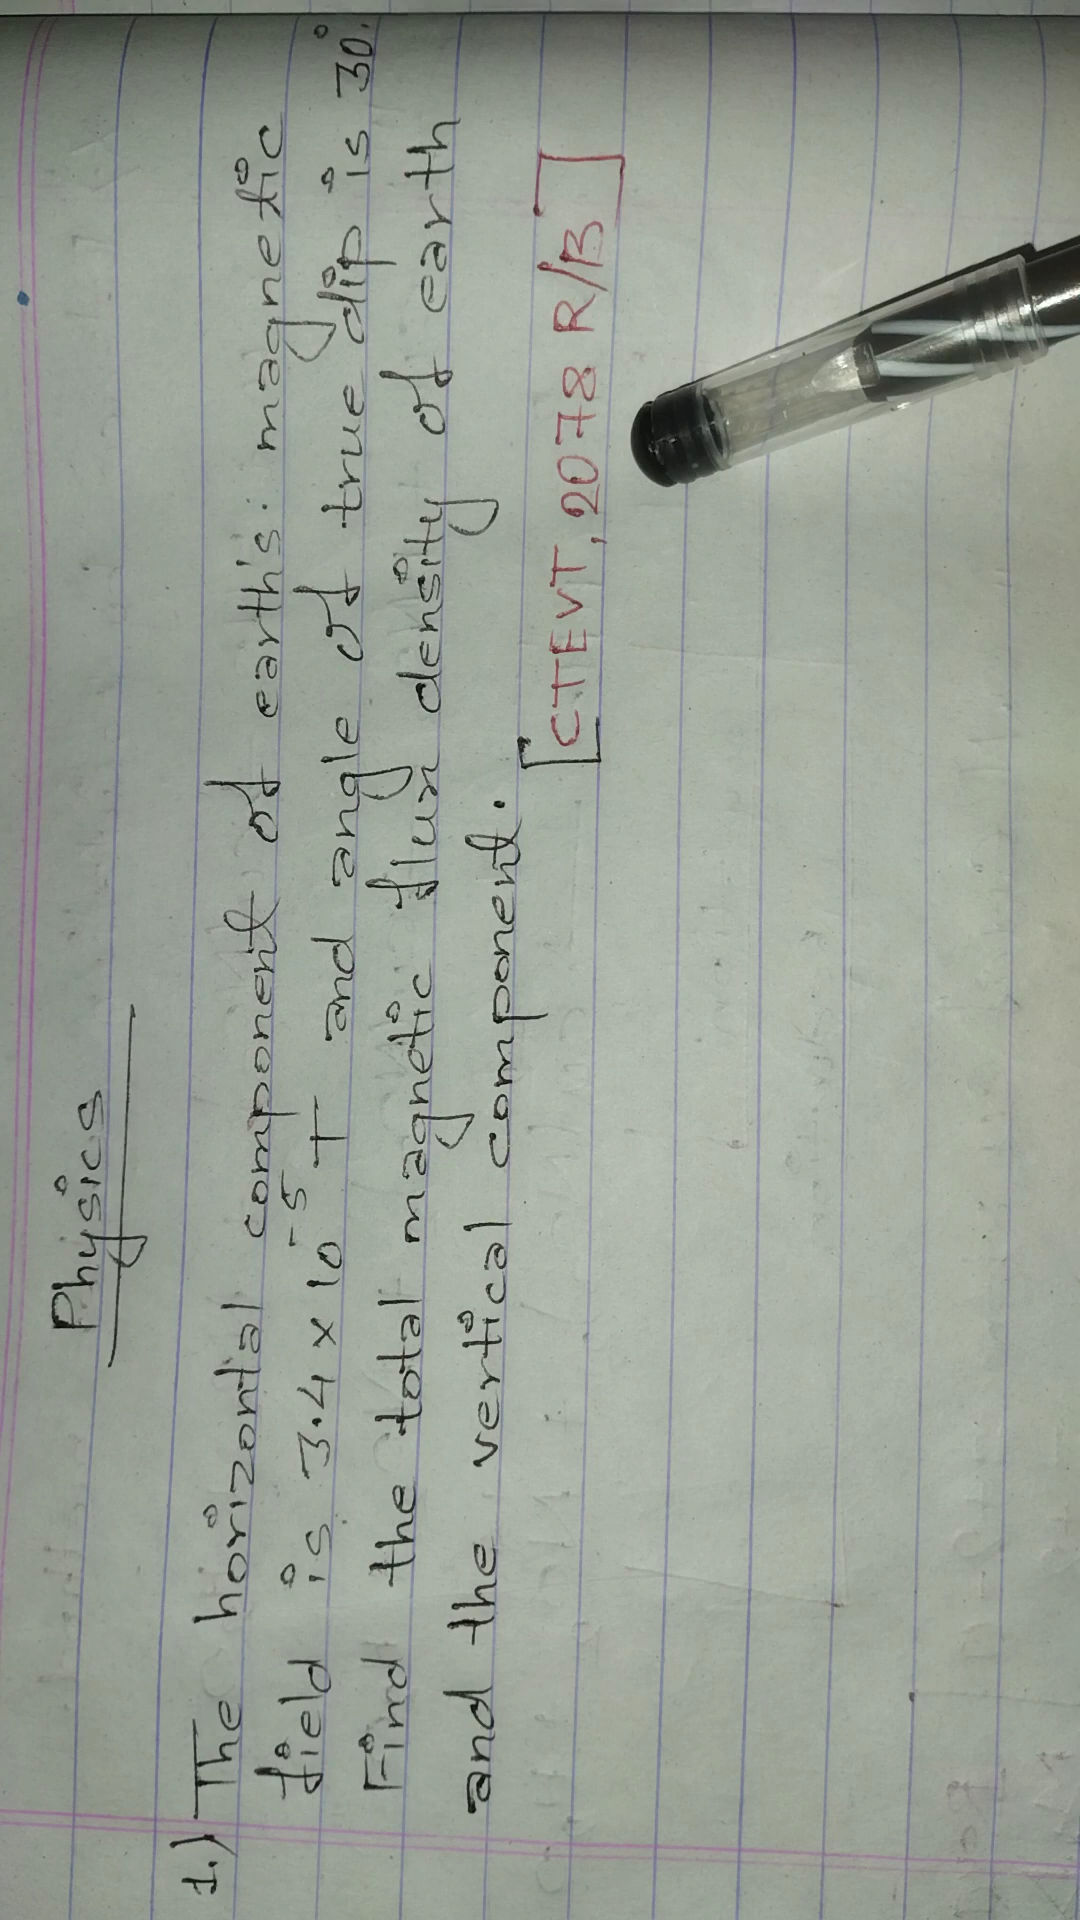 Physics
1.) The horizontal component of earth's magnetic
field is 3.4 x 10⁻⁵ T and angle of true dip is 30°.
Find the total magnetic flux density of earth
and the vertical component.
[CTEVT, 2078 R/B]